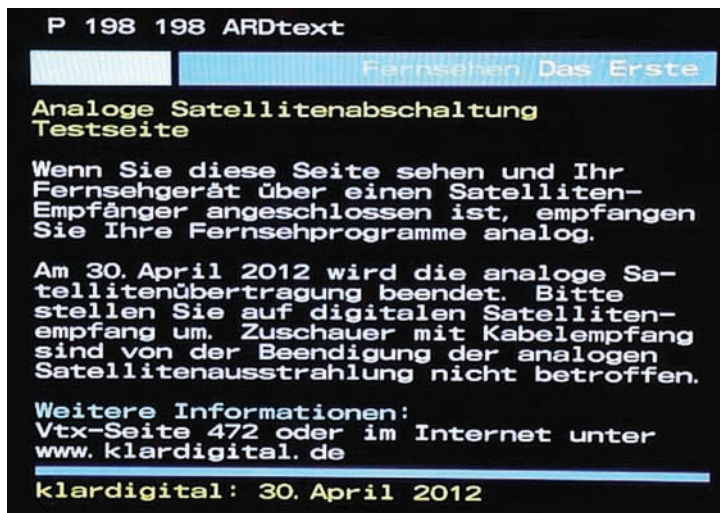 P 198 198 ARDtext
Fernsehen Das Erste
Analoge Satellitenabschaltung
Testseite
Wenn Sie diese Seite sehen und Ihr
Fernsehgerät über einen Satelliten-
Empfänger angeschlossen ist, empfangen
Sie Ihre Fernsehprogramme analog.
Am 30. April 2012 wird die analoge Sa-
tellitenübertragung beendet. Bitte
stellen Sie auf digitalen Satelliten-
empfang um. Zuschauer mit Kabelempfang
sind von der Beendigung der analogen
Satellitenausstrahlung nicht betroffen.
Weitere Informationen:
Vtx-Seite 472 oder im Internet unter
www.klardigital.de
klardigital: 30. April 2012